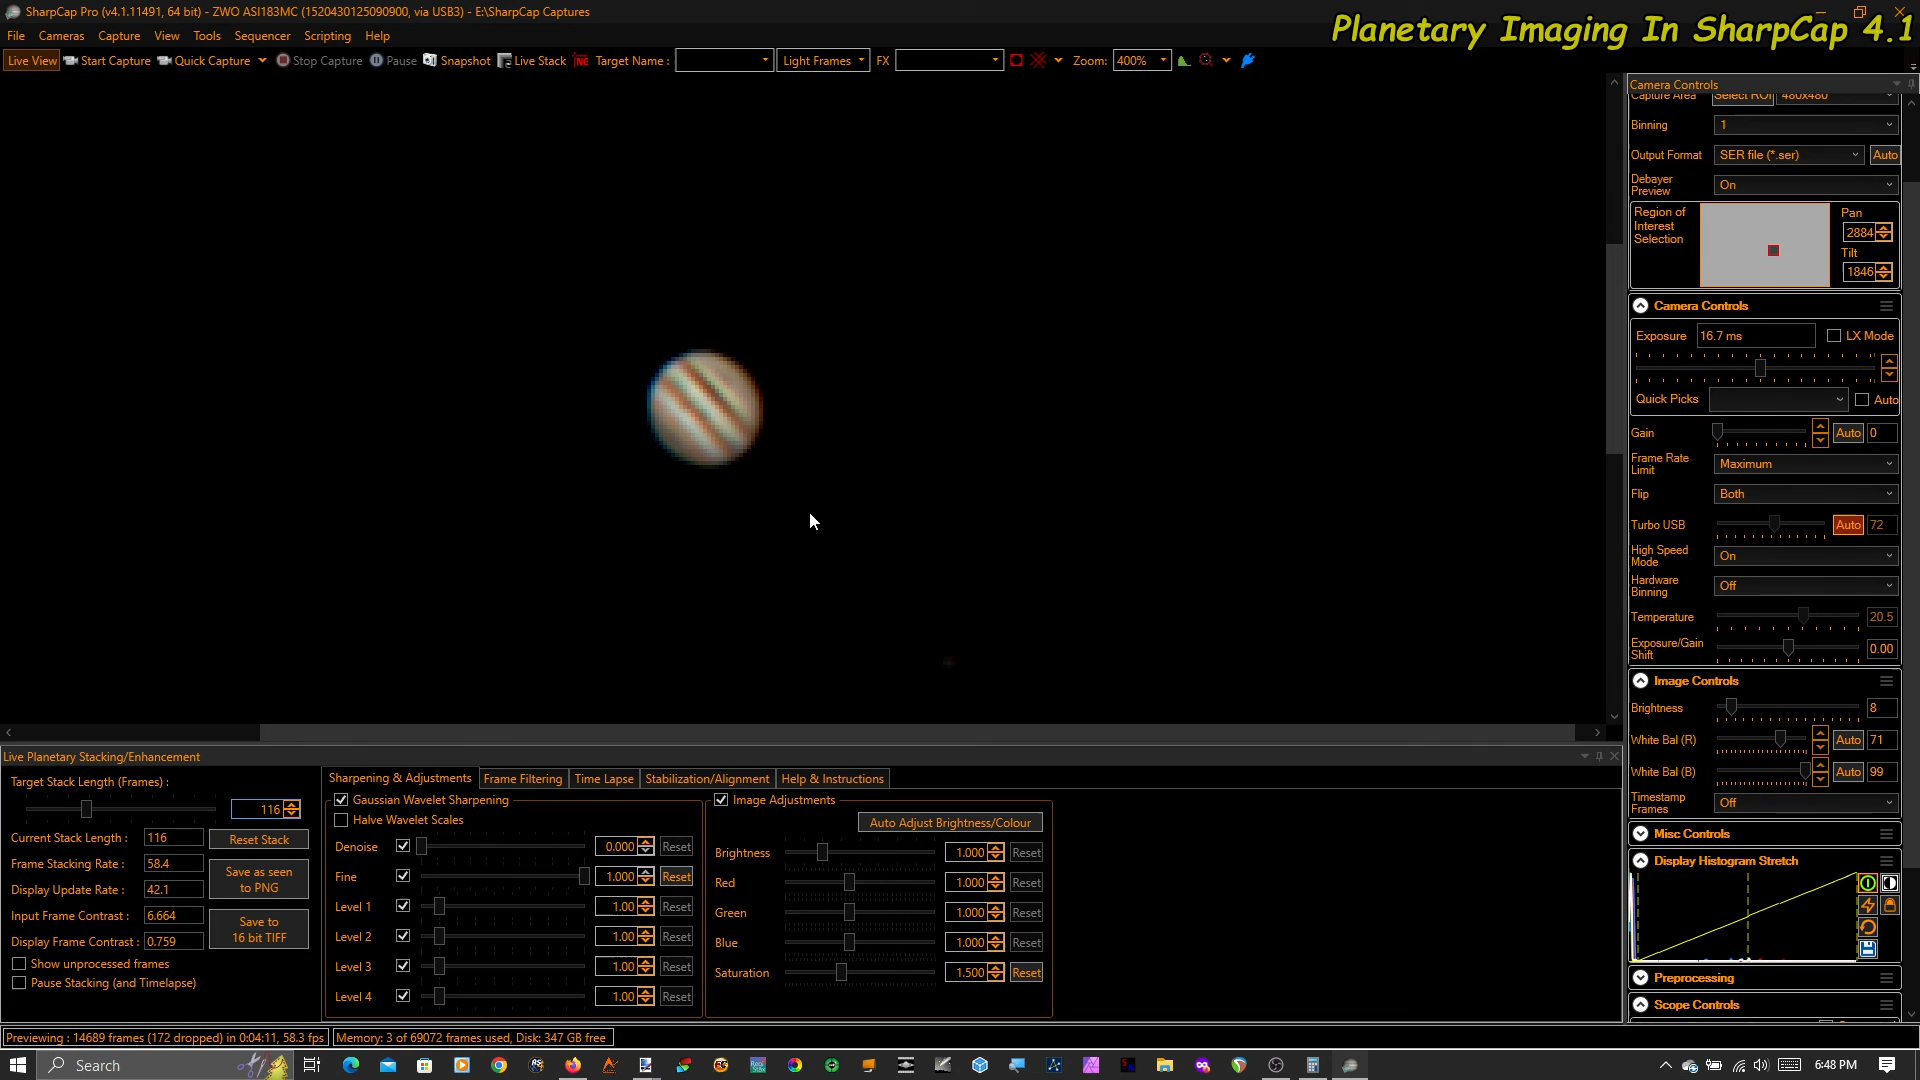 SharpCap Pro (v4.1.11491, 64 bit) - ZWO ASI183MC (1520430125090900, via USB3) - E:\SharpCap Captures
Planetary Imaging In SharpCap 4.1
File Cameras Capture View Tools Sequencer Scripting Help
Live View Start Capture Quick Capture Stop Capture Pause Snapshot Live Stack Target Name : Light Frames FX Zoom: 400%
Camera Controls
Capture Area Select ROI 480x480
Binning 1
Output Format SER file (*.ser) Auto
Debayer Preview On
Region of Interest Selection
Pan
2884
Tilt
1846
Camera Controls
Exposure 16.7 ms LX Mode
Quick Picks Auto
Gain Auto 0
Frame Rate Limit Maximum
Flip Both
Turbo USB Auto 72
High Speed Mode On
Hardware Binning Off
Temperature 20.5
Exposure/Gain Shift 0.00
Image Controls
Brightness 8
White Bal (R) Auto 71
White Bal (B) Auto 99
Timestamp Frames Off
Misc Controls
Display Histogram Stretch
Preprocessing
Scope Controls
Live Planetary Stacking/Enhancement
Target Stack Length (Frames) :
116
Current Stack Length : 116 Reset Stack
Frame Stacking Rate : 58.4
Display Update Rate : 42.1
Save as seen to PNG
Input Frame Contrast : 6.664
Display Frame Contrast : 0.759
Save to 16 bit TIFF
Show unprocessed frames
Pause Stacking (and Timelapse)
Sharpening & Adjustments Frame Filtering Time Lapse Stabilization/Alignment Help & Instructions
Gaussian Wavelet Sharpening
Halve Wavelet Scales
Denoise 0.000 Reset
Fine 1.000 Reset
Level 1 1.00 Reset
Level 2 1.00 Reset
Level 3 1.00 Reset
Level 4 1.00 Reset
Image Adjustments
Auto Adjust Brightness/Colour
Brightness 1.000 Reset
Red 1.000 Reset
Green 1.000 Reset
Blue 1.000 Reset
Saturation 1.500 Reset
Previewing : 14689 frames (172 dropped) in 0:04:11, 58.3 fps Memory: 3 of 69072 frames used, Disk: 347 GB free
Search
6:48 PM